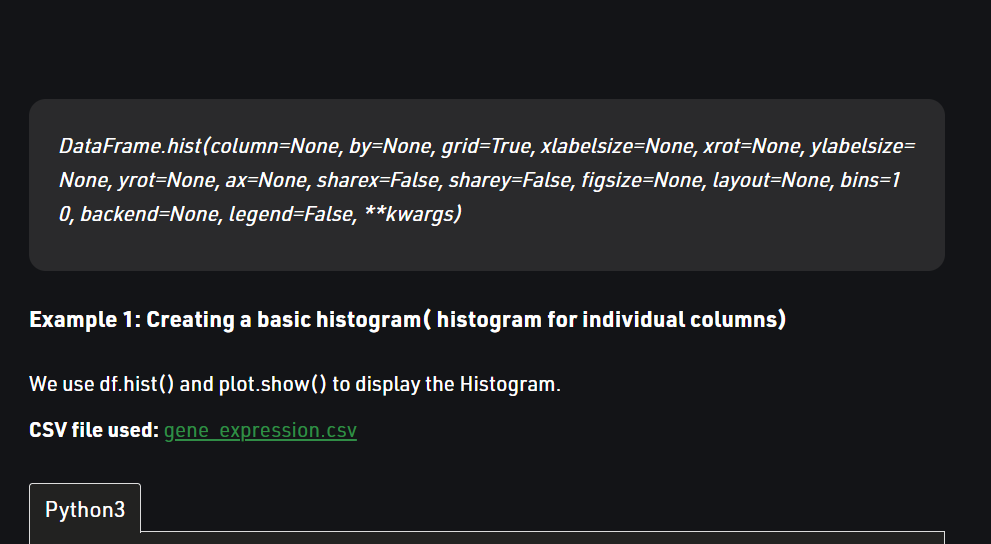 DataFrame.hist(column=None, by=None, grid=True, xlabelsize=None, xrot=None, ylabelsize=
None, yrot=None, ax=None, sharex=False, sharey=False, figsize=None, layout=None, bins=1
0, backend=None, legend=False, **kwargs)
Example 1: Creating a basic histogram( histogram for individual columns)
We use df.hist() and plot.show() to display the Histogram.
CSV file used: gene_expression.csv
Python3